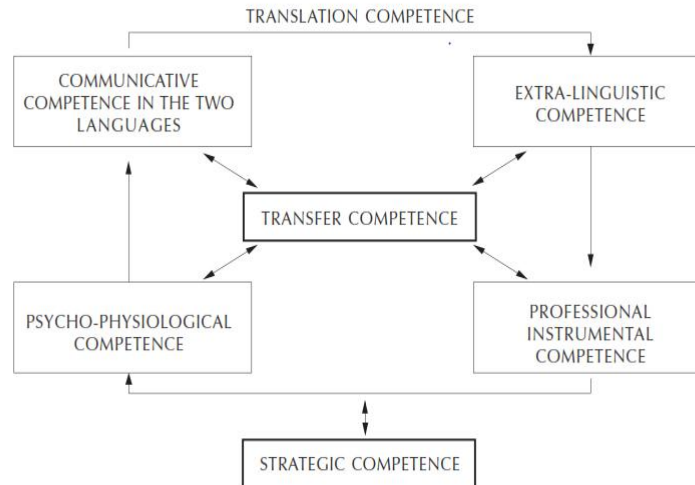 TRANSLATION COMPETENCE
COMMUNICATIVE
COMPETENCE IN THE TWO
LANGUAGES
EXTRA-LINGUISTIC
COMPETENCE
TRANSFER COMPETENCE
PSYCHO-PHYSIOLOGICAL
COMPETENCE
PROFESSIONAL
INSTRUMENTAL
COMPETENCE
STRATEGIC COMPETENCE